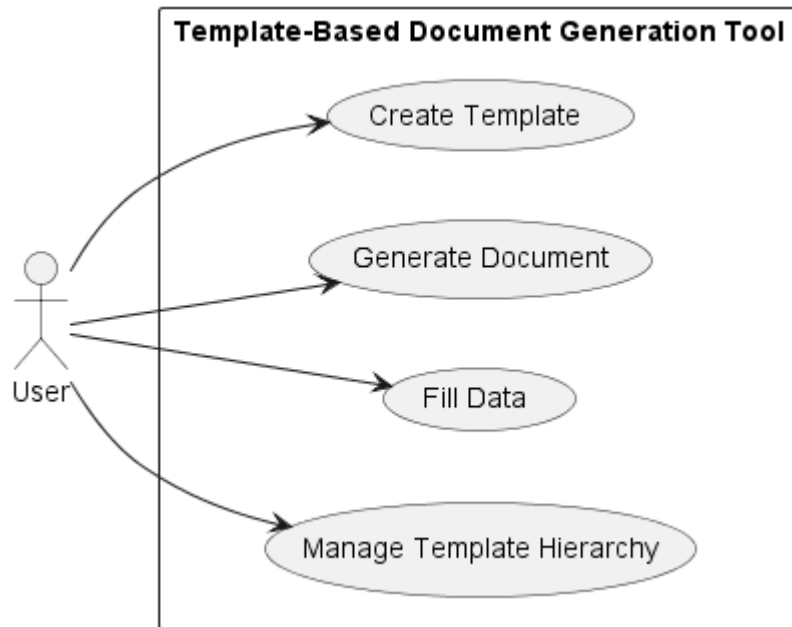 Template-Based Document Generation Tool
Create Template
Generate Document
Fill Data
User
Manage Template Hierarchy